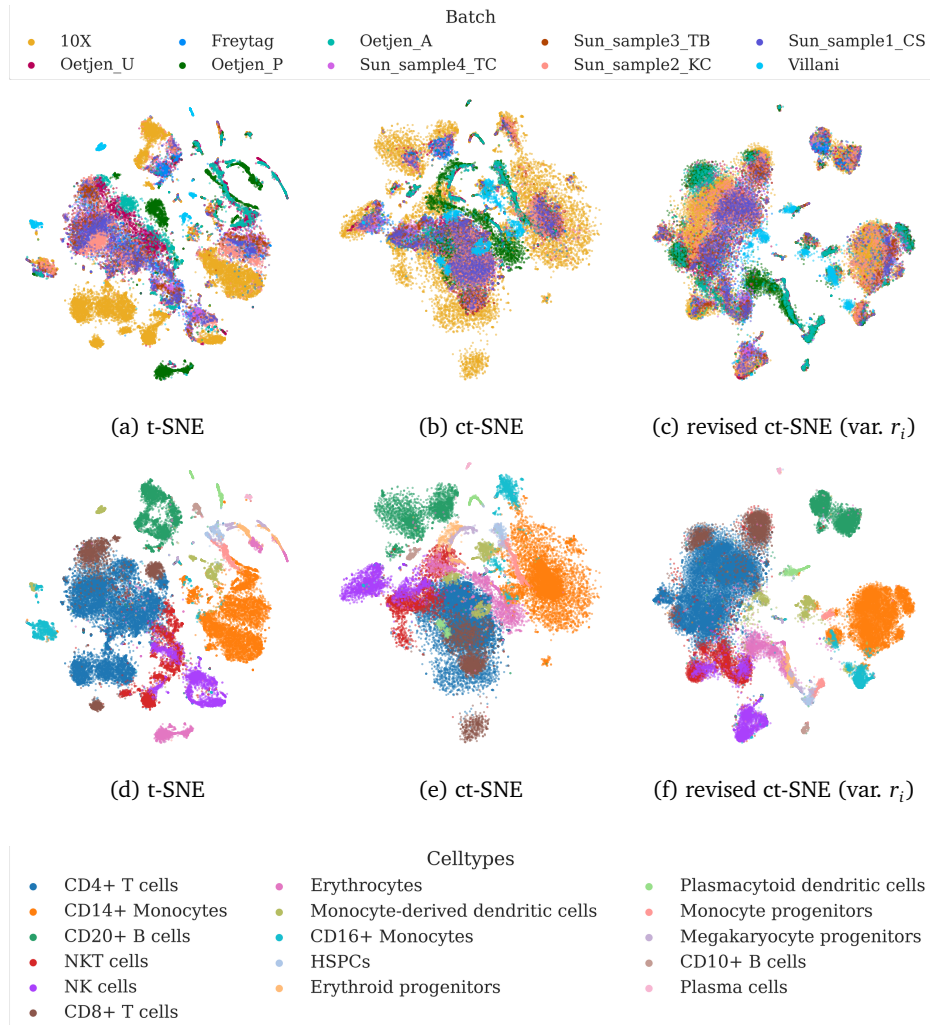 Batch
10X Freytag Oetjen_A Sun_sample3_TB Sun_sample1_CS
Oetjen_U Oetjen_P Sun_sample4_TC Sun_sample2_KC Villani
(a) t-SNE (b) ct-SNE (c) revised ct-SNE (var. r_i)
(d) t-SNE (e) ct-SNE (f) revised ct-SNE (var. r_i)
Celltypes
CD4+ T cells Erythrocytes Plasmacytoid dendritic cells
CD14+ Monocytes Monocyte-derived dendritic cells Monocyte progenitors
CD20+ B cells CD16+ Monocytes Megakaryocyte progenitors
NKT cells HSPCs CD10+ B cells
NK cells Erythroid progenitors Plasma cells
CD8+ T cells